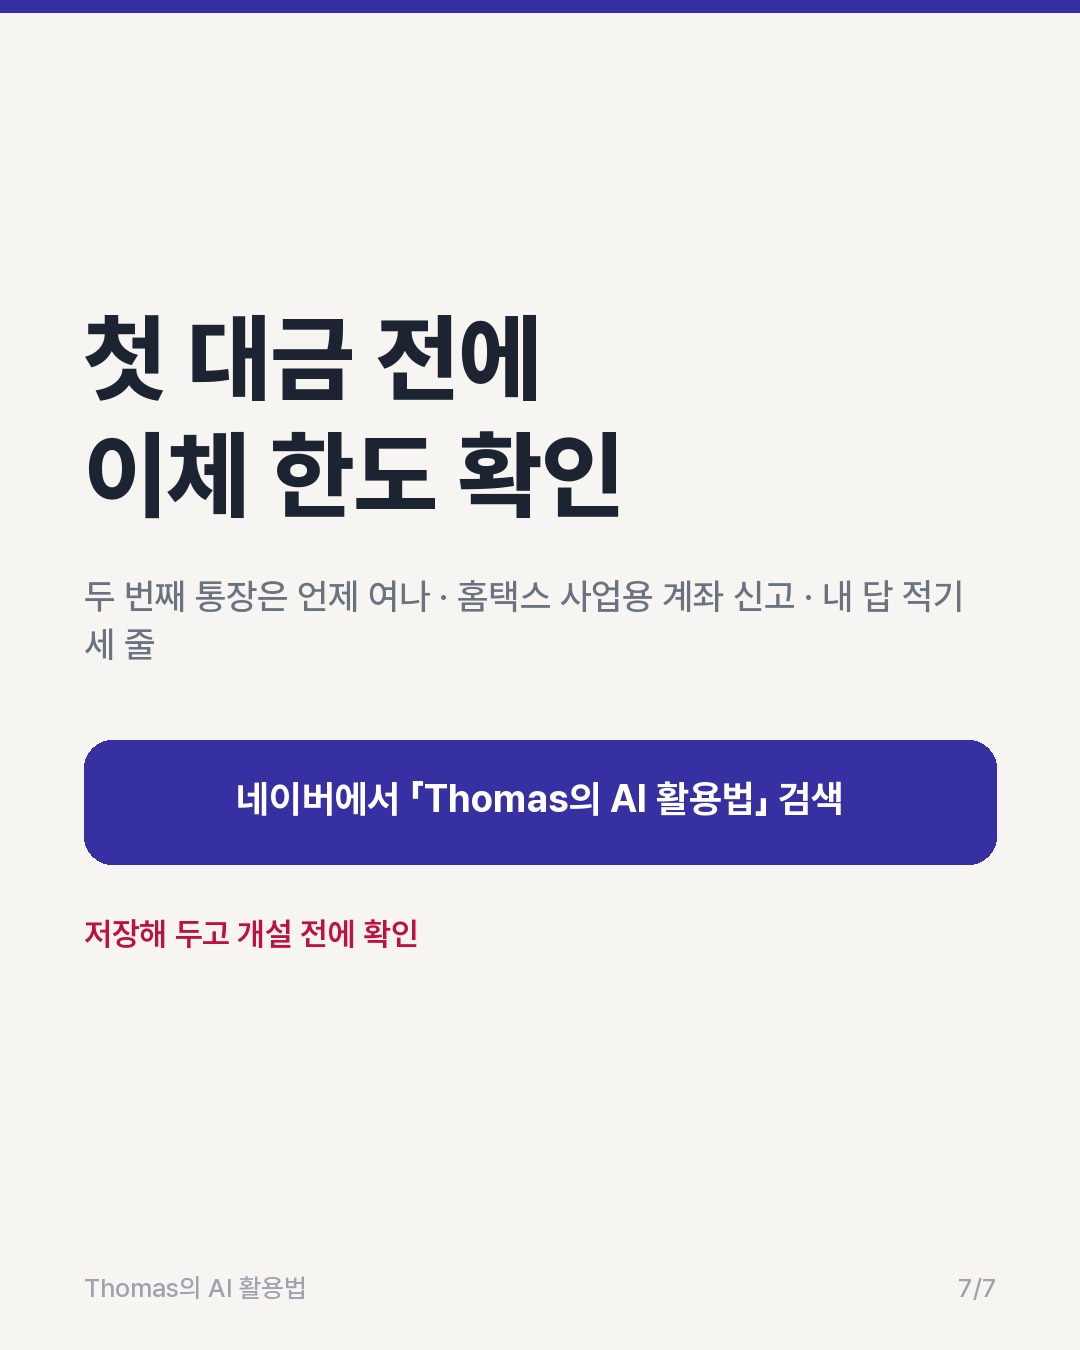 첫 대금 전에
이체 한도 확인
두 번째 통장은 언제 여나 · 홈택스 사업용 계좌 신고 · 내 답 적기
세 줄
네이버에서 「Thomas의 AI 활용법」 검색
저장해 두고 개설 전에 확인
Thomas의 AI 활용법
7/7